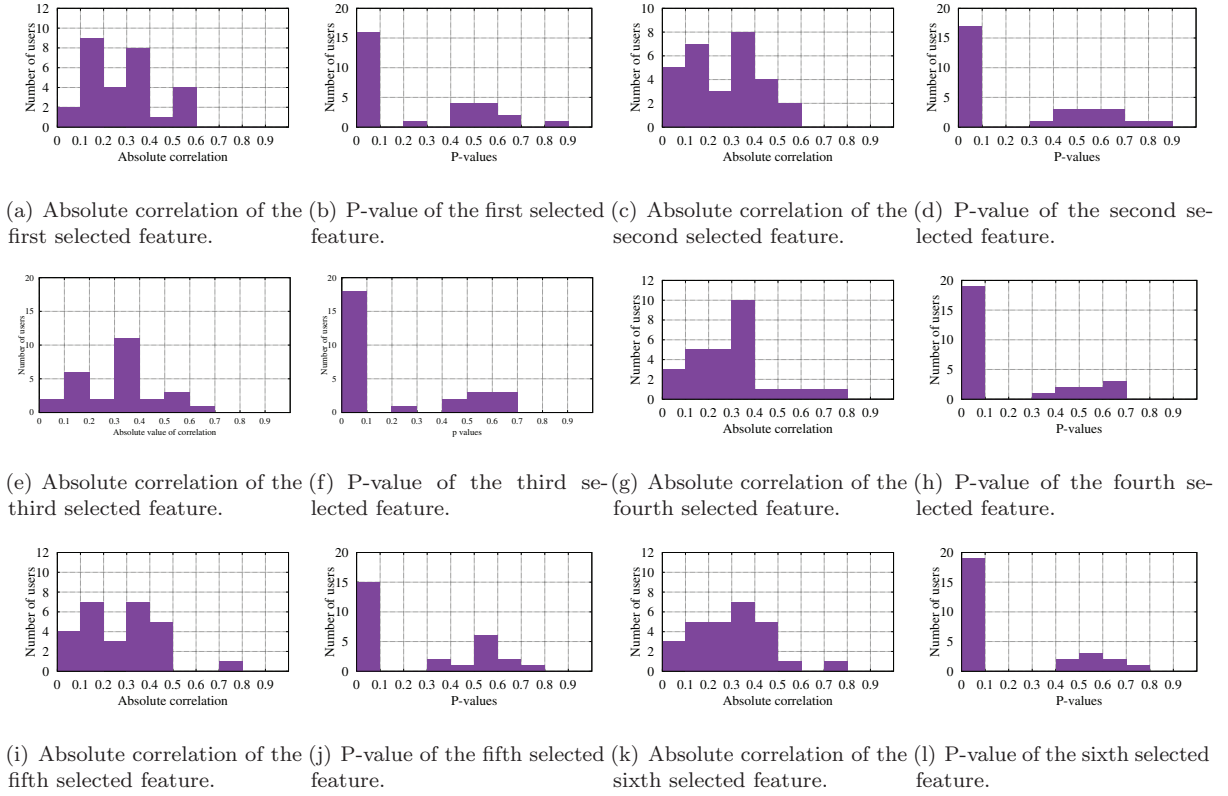 12
10
8
6
4
2
0
Number of users
0 0.1 0.2 0.3 0.4 0.5 0.6 0.7 0.8 0.9
Absolute correlation
20
15
10
5
0
Number of users
0 0.1 0.2 0.3 0.4 0.5 0.6 0.7 0.8 0.9
P-values
10
8
6
4
2
0
Number of users
0 0.1 0.2 0.3 0.4 0.5 0.6 0.7 0.8 0.9
Absolute correlation
20
15
10
5
0
Number of users
0 0.1 0.2 0.3 0.4 0.5 0.6 0.7 0.8 0.9
P-values
(a) Absolute correlation of the
first selected feature.
(b) P-value of the first selected
feature.
(c) Absolute correlation of the
second selected feature.
(d) P-value of the second se-
lected feature.
20
15
10
5
0
Number of users
0 0.1 0.2 0.3 0.4 0.5 0.6 0.7 0.8 0.9
Absolute value of correlation
20
15
10
5
0
Number of users
0 0.1 0.2 0.3 0.4 0.5 0.6 0.7 0.8 0.9
p values
12
10
8
6
4
2
0
Number of users
0 0.1 0.2 0.3 0.4 0.5 0.6 0.7 0.8 0.9
Absolute correlation
20
15
10
5
0
Number of users
0 0.1 0.2 0.3 0.4 0.5 0.6 0.7 0.8 0.9
P-values
(e) Absolute correlation of the
third selected feature.
(f) P-value of the third se-
lected feature.
(g) Absolute correlation of the
fourth selected feature.
(h) P-value of the fourth se-
lected feature.
12
10
8
6
4
2
0
Number of users
0 0.1 0.2 0.3 0.4 0.5 0.6 0.7 0.8 0.9
Absolute correlation
20
15
10
5
0
Number of users
0 0.1 0.2 0.3 0.4 0.5 0.6 0.7 0.8 0.9
P-values
12
10
8
6
4
2
0
Number of users
0 0.1 0.2 0.3 0.4 0.5 0.6 0.7 0.8 0.9
Absolute correlation
20
15
10
5
0
Number of users
0 0.1 0.2 0.3 0.4 0.5 0.6 0.7 0.8 0.9
P-values
(i) Absolute correlation of the
fifth selected feature.
(j) P-value of the fifth selected
feature.
(k) Absolute correlation of the
sixth selected feature.
(l) P-value of the sixth selected
feature.